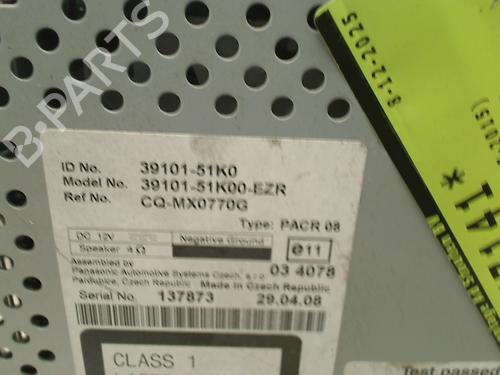 B-PARTS
8-12-2025
ID No. 39101-51K0
Model No. 39101-51K00-EZR
Ref No. CQ-MX0770G
Type: PACR 08
DC 12V Negative Ground
Speaker 4Ω
e11
03 4078
Assembled by
Panasonic Automotive Systems Czech, s.r.o
Pardubice, Czech Republic Made in Czech Republic
Serial No. 137873 29.04.08
CLASS 1
Test passed